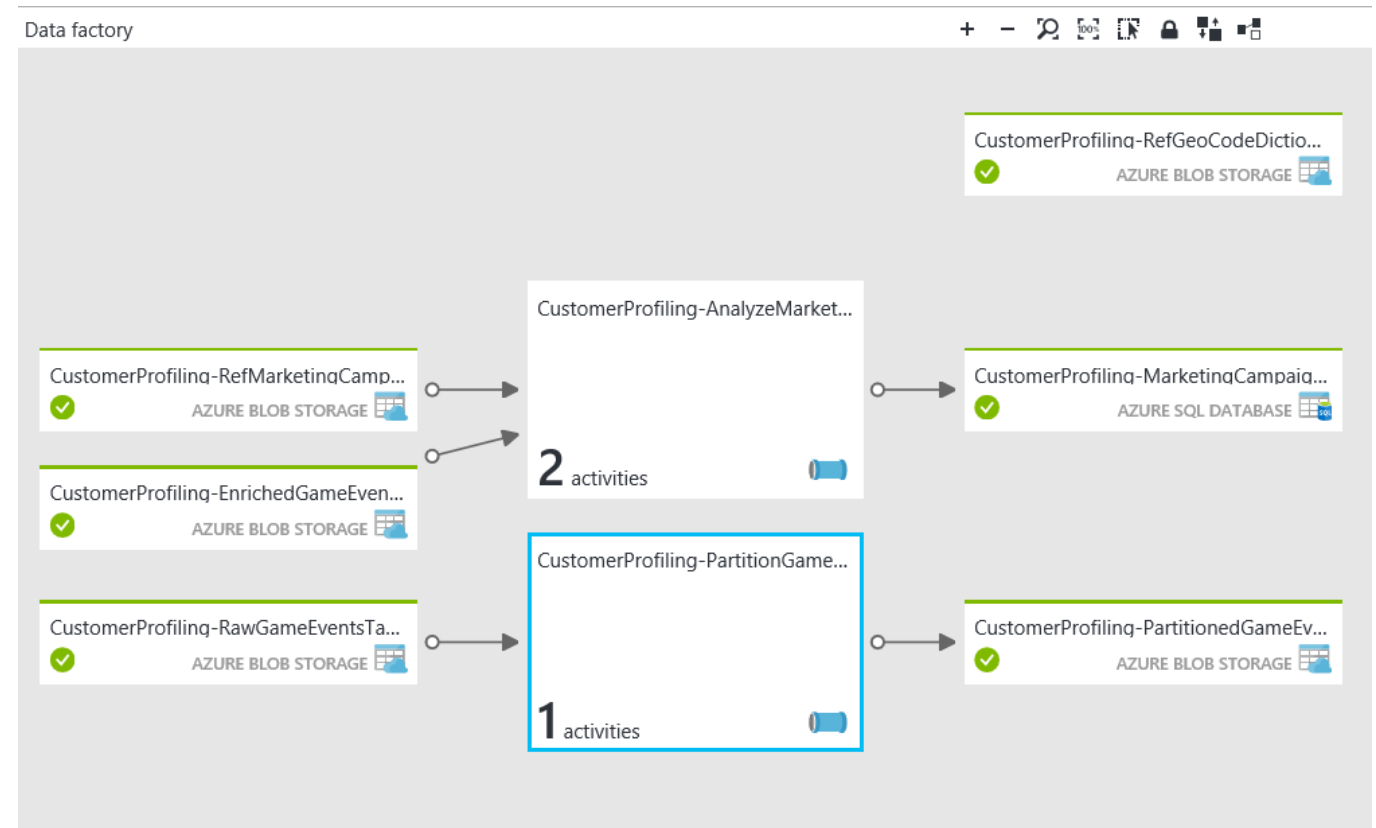 Data factory
100%
CustomerProfiling-RefGeoCodeDictio...
AZURE BLOB STORAGE
CustomerProfiling-AnalyzeMarket...
2 activities
CustomerProfiling-RefMarketingCamp...
AZURE BLOB STORAGE
CustomerProfiling-MarketingCampaig...
AZURE SQL DATABASE
SQL
CustomerProfiling-EnrichedGameEven...
AZURE BLOB STORAGE
CustomerProfiling-PartitionGame...
1 activities
CustomerProfiling-RawGameEventsTa...
AZURE BLOB STORAGE
CustomerProfiling-PartitionedGameEv...
AZURE BLOB STORAGE